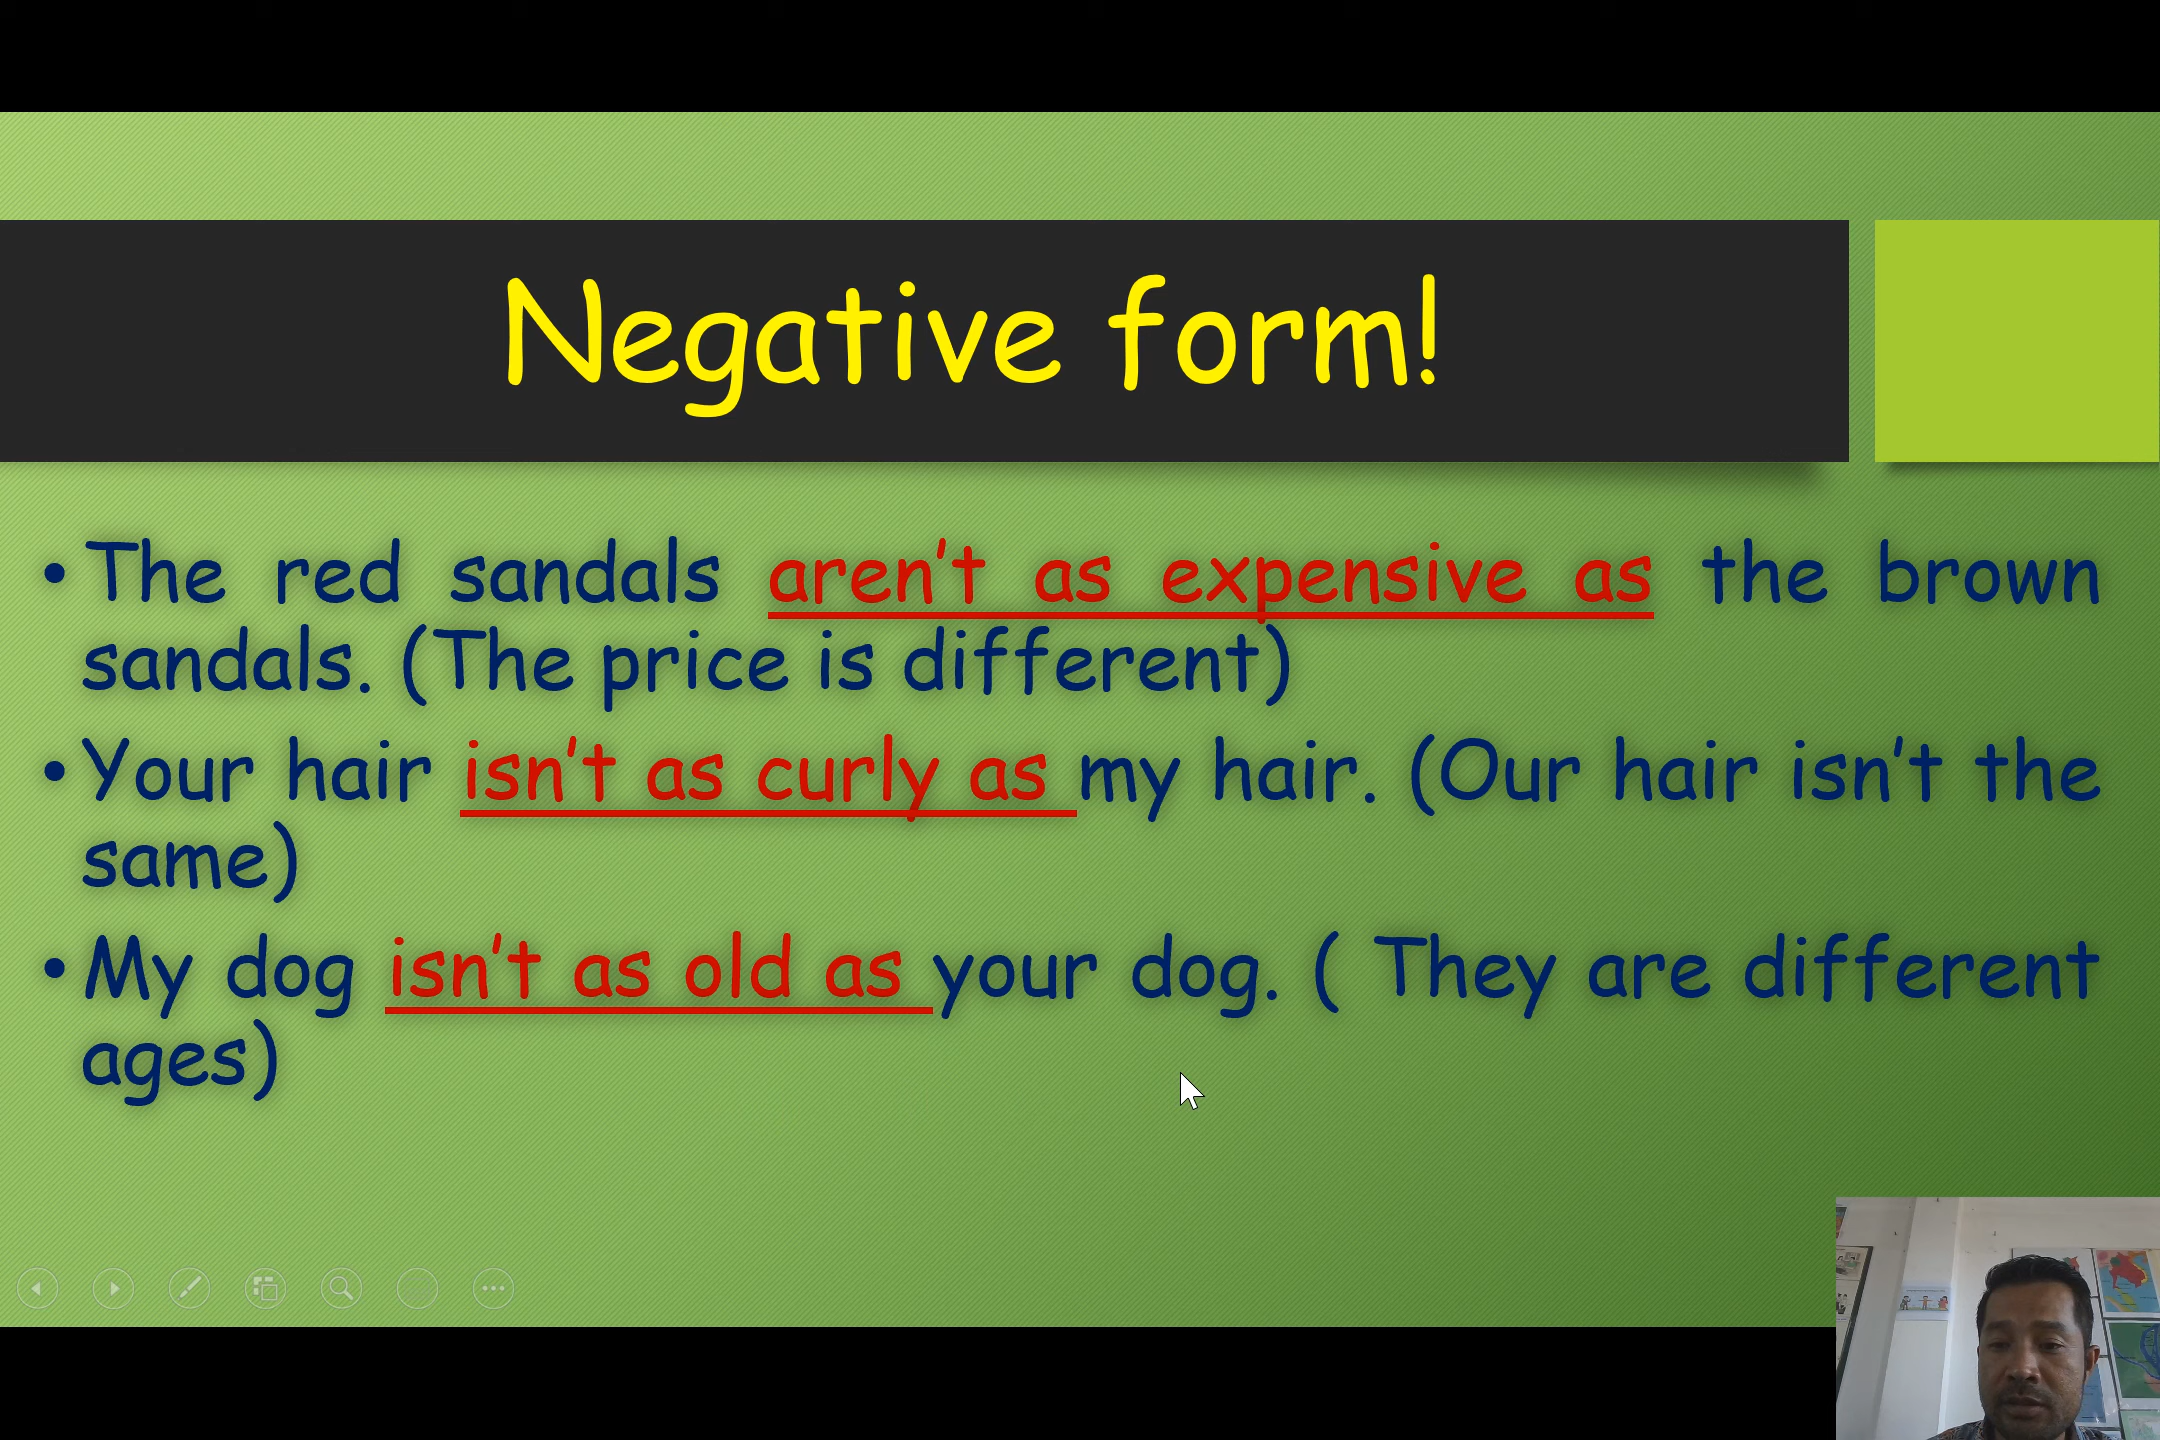 Negative form!
• The red sandals aren't as expensive as the brown
sandals. (The price is different)
• Your hair isn't as curly as my hair. (Our hair isn't the
same)
• My dog isn't as old as your dog. ( They are different
ages)